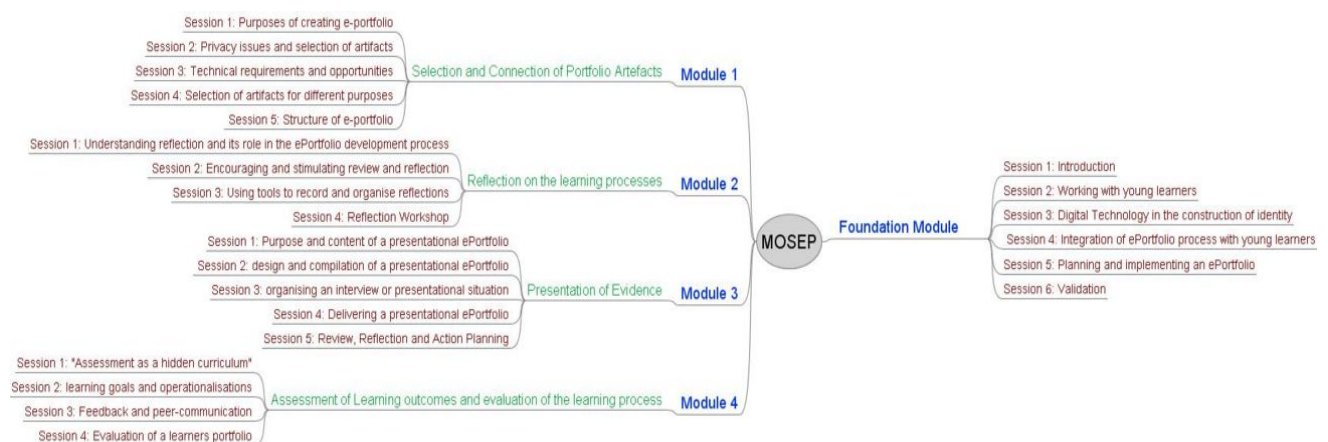 Session 1: Purposes of creating e-portfolio
Session 2: Privacy issues and selection of artifacts
Session 3: Technical requirements and opportunities
Session 4: Selection of artifacts for different purposes
Session 5: Structure of e-portfolio
Selection and Connection of Portfolio Artefacts
Module 1
Session 1: Understanding reflection and its role in the ePortfolio development process
Session 2: Encouraging and stimulating review and reflection
Session 3: Using tools to record and organise reflections
Session 4: Reflection Workshop
Reflection on the learning processes
Module 2
Session 1: Purpose and content of a presentational ePortfolio
Session 2: design and compilation of a presentational ePortfolio
Session 3: organising an interview or presentational situation
Session 4: Delivering a presentational ePortfolio
Session 5: Review, Reflection and Action Planning
Presentation of Evidence
Module 3
Session 1: "Assessment as a hidden curriculum"
Session 2: learning goals and operationalisations
Session 3: Feedback and peer-communication
Session 4: Evaluation of a learners portfolio
Assessment of Learning outcomes and evaluation of the learning process
Module 4
MOSEP
Foundation Module
Session 1: Introduction
Session 2: Working with young learners
Session 3: Digital Technology in the construction of identity
Session 4: Integration of ePortfolio process with young learners
Session 5: Planning and implementing an ePortfolio
Session 6: Validation